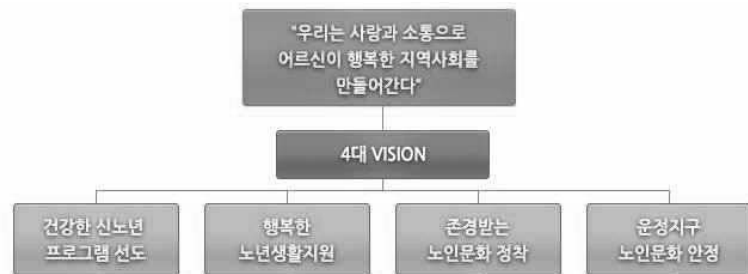 "우리는 사랑과 소통으로
어르신이 행복한 지역사회를
만들어간다"
4대 VISION
건강한 신노년
프로그램 선도
행복한
노년생활지원
존경받는
노인문화 정착
운정지구
노인문화 안정